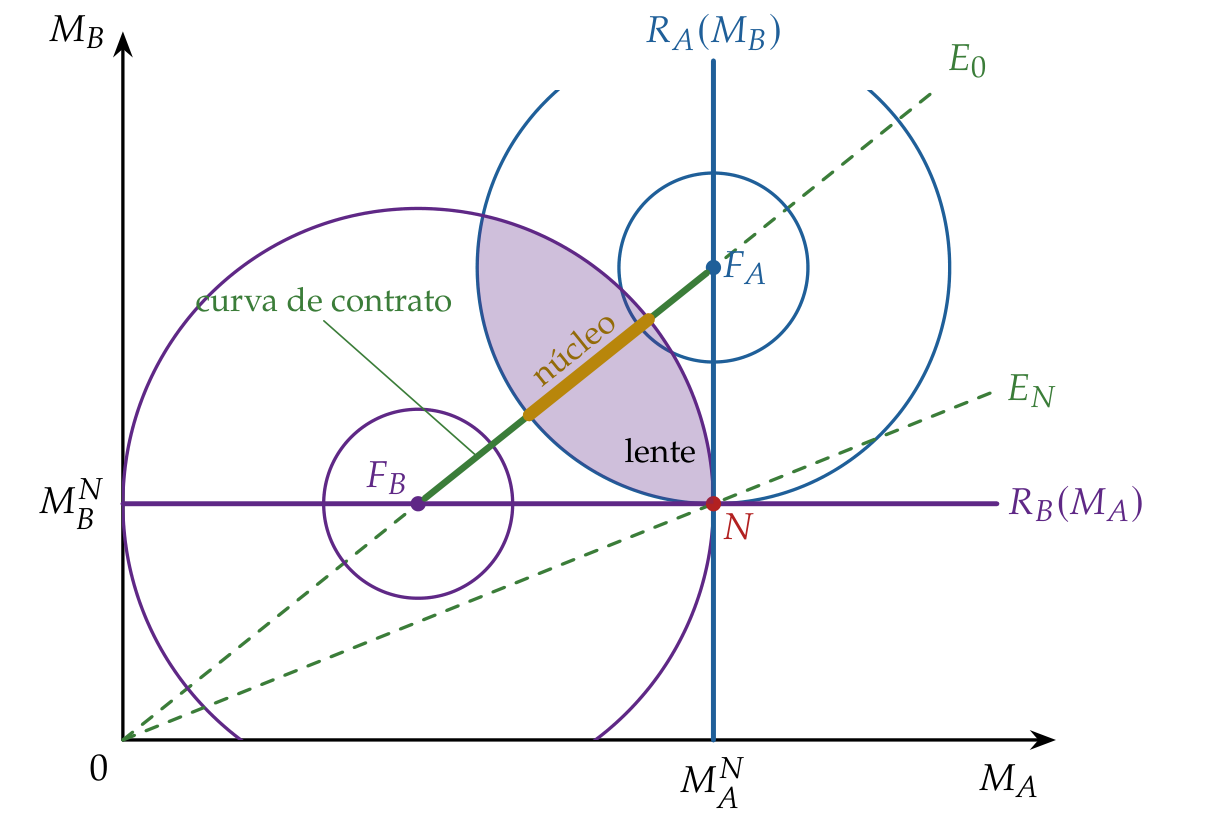 M_B
R_A(M_B)
E_0
F_A
curva de contrato
núcleo
E_N
lente
F_B
M_B^N
R_B(M_A)
N
0
M_A^N
M_A